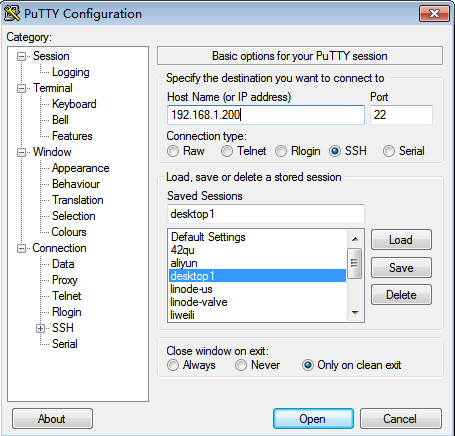 PuTTY Configuration
Category:
Session
Logging
Terminal
Keyboard
Bell
Features
Window
Appearance
Behaviour
Translation
Selection
Colours
Connection
Data
Proxy
Telnet
Rlogin
SSH
Serial
Basic options for your PuTTY session
Specify the destination you want to connect to
Host Name (or IP address) Port
192.168.1.200 22
Connection type:
Raw Telnet Rlogin SSH Serial
Load, save or delete a stored session
Saved Sessions
desktop1
Default Settings
42qu
aliyun
desktop1
linode-us
linode-valve
liweili
Load
Save
Delete
Close window on exit:
Always Never Only on clean exit
About Open Cancel